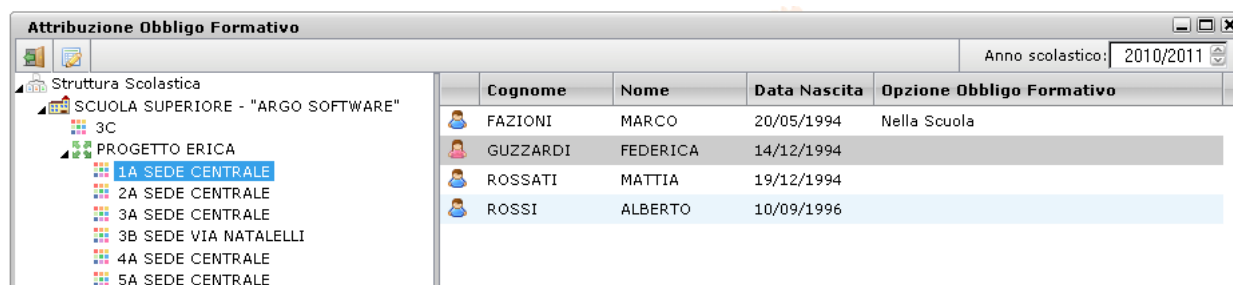 Attribuzione Obbligo Formativo
Anno scolastico: 2010/2011
Struttura Scolastica
SCUOLA SUPERIORE - "ARGO SOFTWARE"
3C
PROGETTO ERICA
1A SEDE CENTRALE
2A SEDE CENTRALE
3A SEDE CENTRALE
3B SEDE VIA NATALELLI
4A SEDE CENTRALE
5A SEDE CENTRALE
Cognome Nome Data Nascita Opzione Obbligo Formativo
FAZIONI MARCO 20/05/1994 Nella Scuola
GUZZARDI FEDERICA 14/12/1994
ROSSATI MATTIA 19/12/1994
ROSSI ALBERTO 10/09/1996